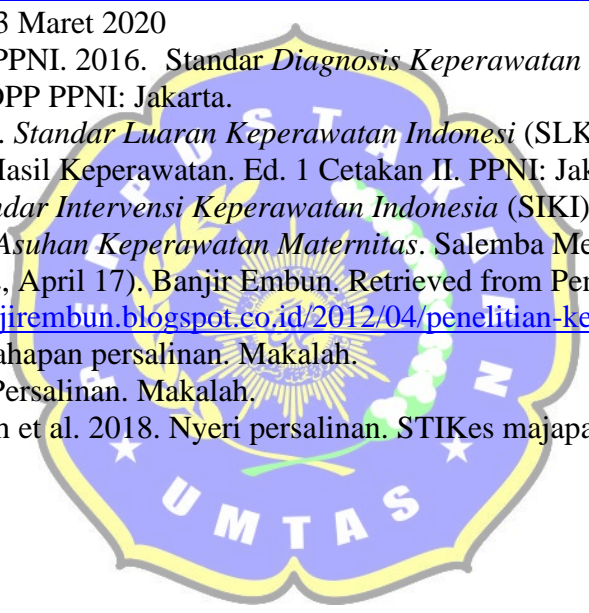 3 Maret 2020
PPNI. 2016. Standar Diagnosis Keperawatan
DPP PPNI: Jakarta.
. Standar Luaran Keperawatan Indonesi (SLK
Hasil Keperawatan. Ed. 1 Cetakan II. PPNI: Jak
ndar Intervensi Keperawatan Indonesia (SIKI)
Asuhan Keperawatan Maternitas. Salemba Me
., April 17). Banjir Embun. Retrieved from Pen
jirembun.blogspot.co.id/2012/04/penelitian-ke
ahapan persalinan. Makalah.
Persalinan. Makalah.
n et al. 2018. Nyeri persalinan. STIKes majapa
PERPUSTAKAAN
UMTAS